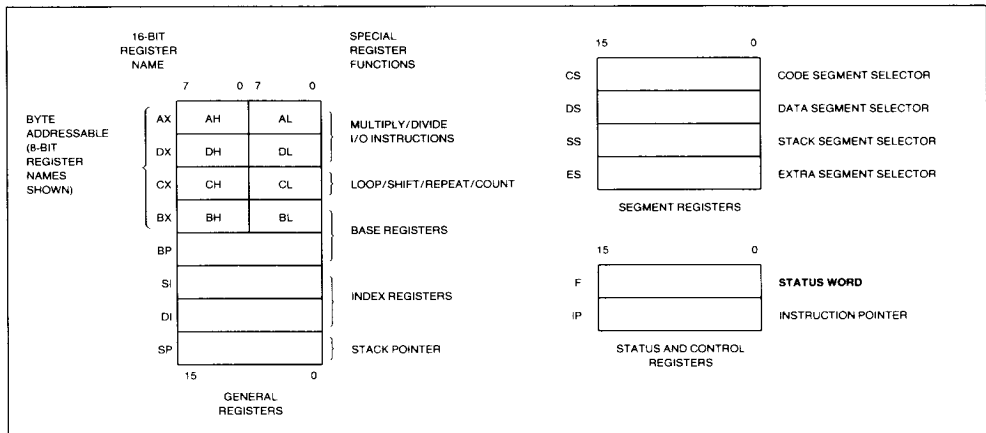 16-BIT
REGISTER
NAME
SPECIAL
REGISTER
FUNCTIONS
7 0 7 0
BYTE
ADDRESSABLE
(8-BIT
REGISTER
NAMES
SHOWN)
AX AH AL
DX DH DL
MULTIPLY/DIVIDE
I/O INSTRUCTIONS
CX CH CL LOOP/SHIFT/REPEAT/COUNT
BX BH BL
BP
BASE REGISTERS
SI
DI
INDEX REGISTERS
SP STACK POINTER
15 0
GENERAL
REGISTERS
15 0
CS CODE SEGMENT SELECTOR
DS DATA SEGMENT SELECTOR
SS STACK SEGMENT SELECTOR
ES EXTRA SEGMENT SELECTOR
SEGMENT REGISTERS
15 0
F STATUS WORD
IP INSTRUCTION POINTER
STATUS AND CONTROL
REGISTERS